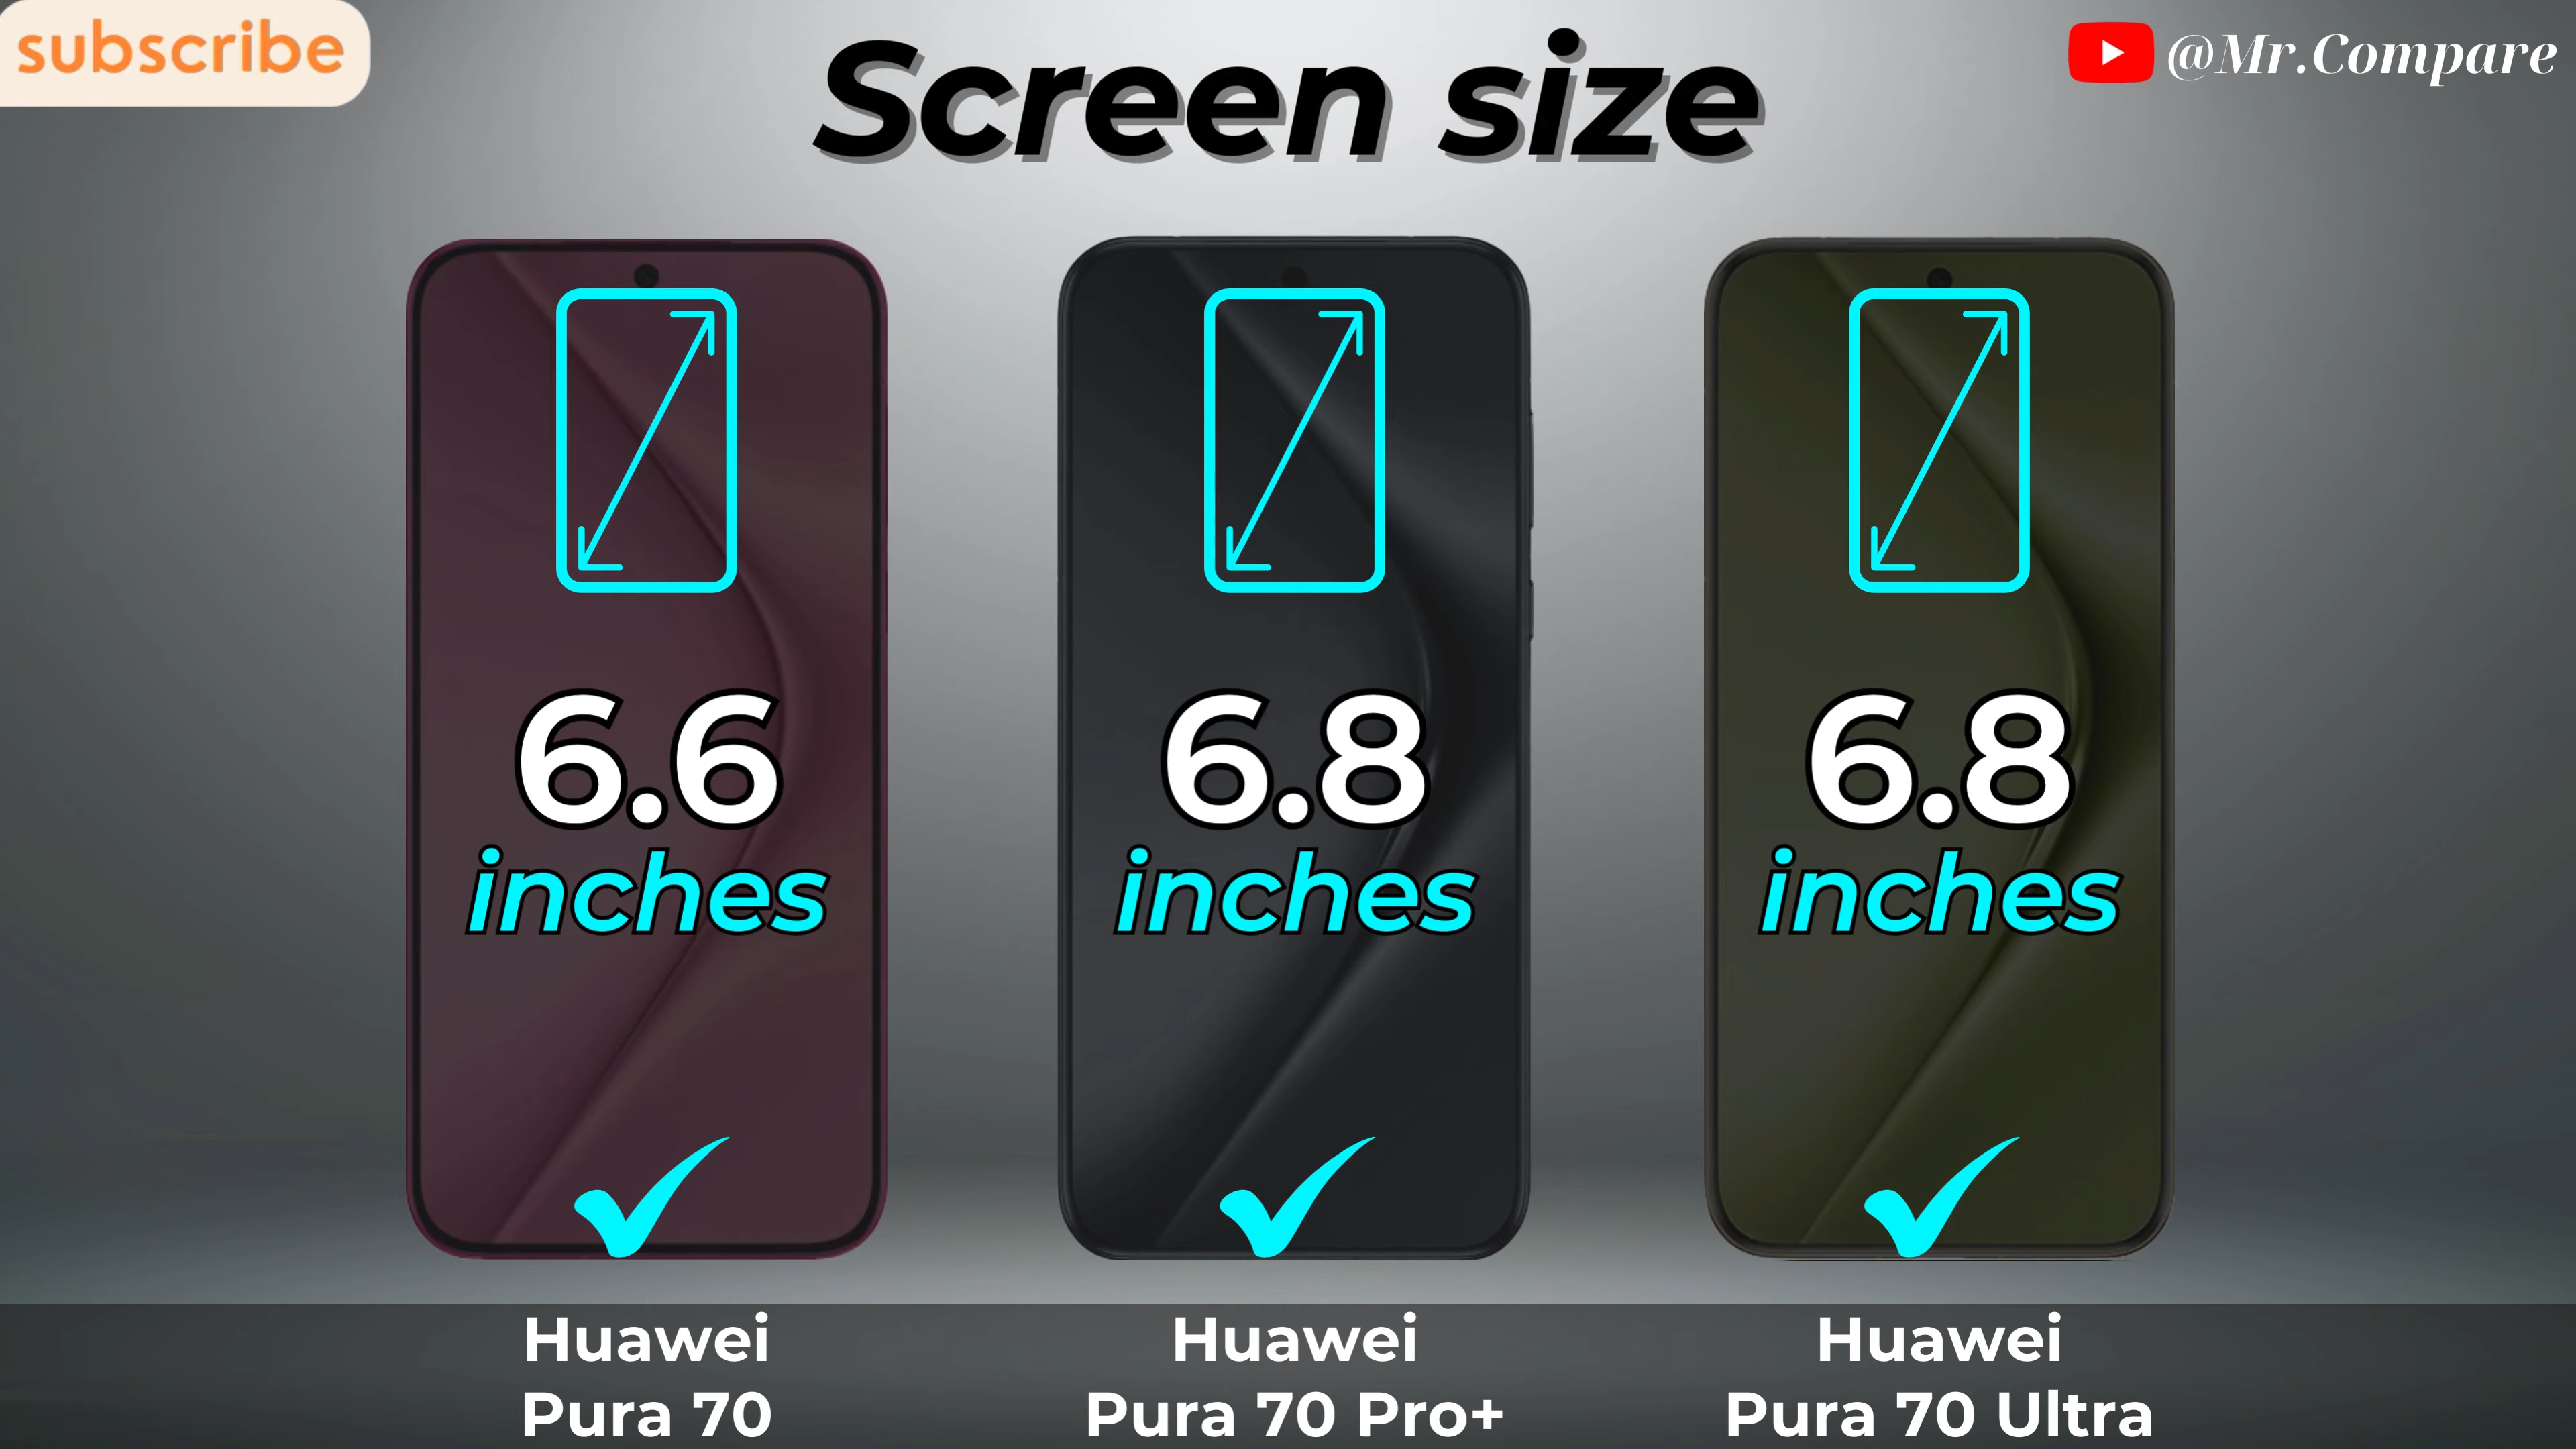 subscribe
Screen size
@Mr.Compare
6.6
inches
6.8
inches
6.8
inches
Huawei
Pura 70
Huawei
Pura 70 Pro+
Huawei
Pura 70 Ultra